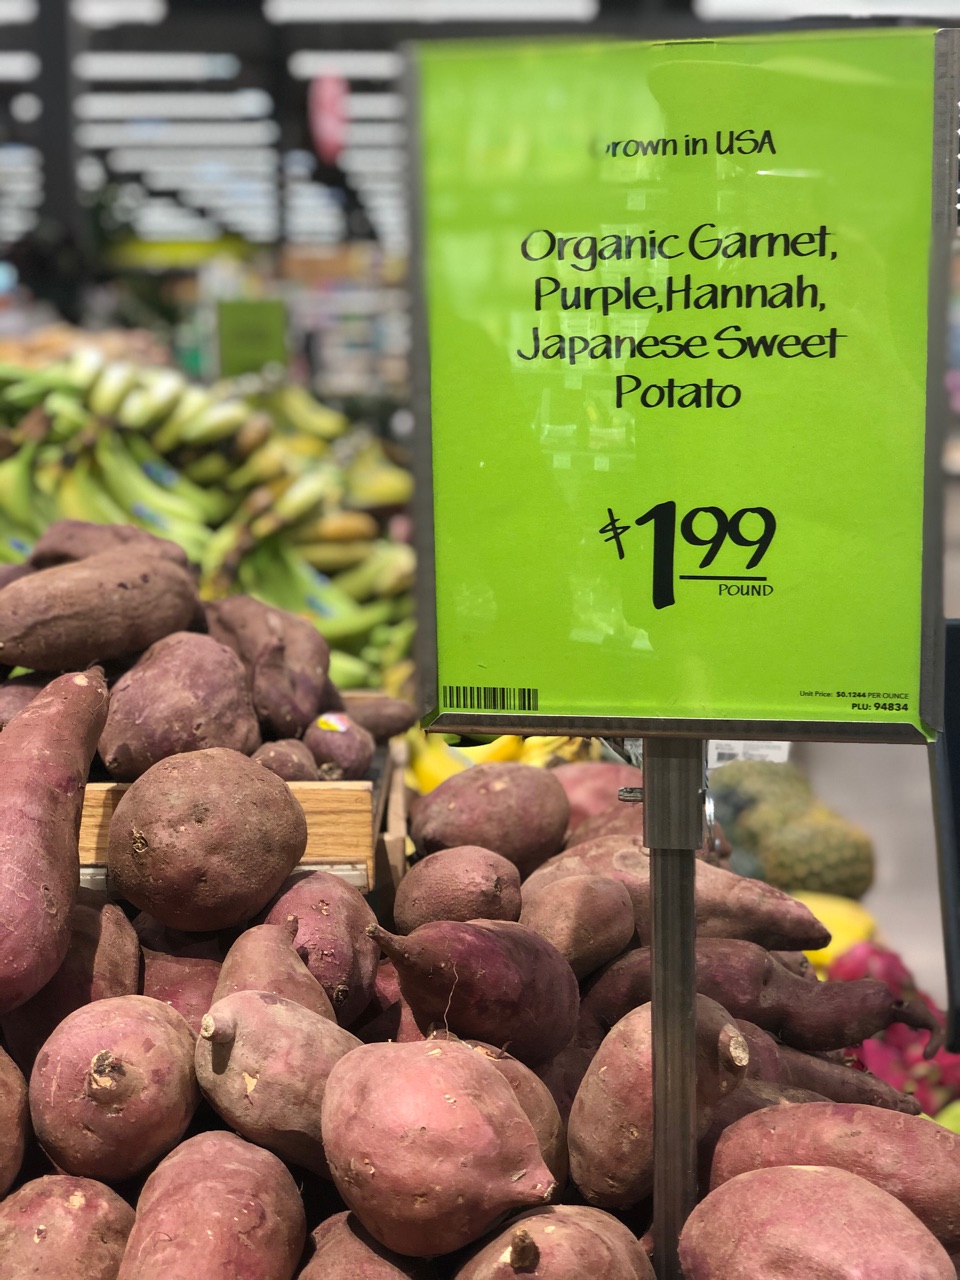 Grown in USA
Organic Garnet,
Purple,Hannah,
Japanese Sweet
Potato
$1 99
POUND
Unit Price: $0.1244 PER OUNCE
PLU: 94834